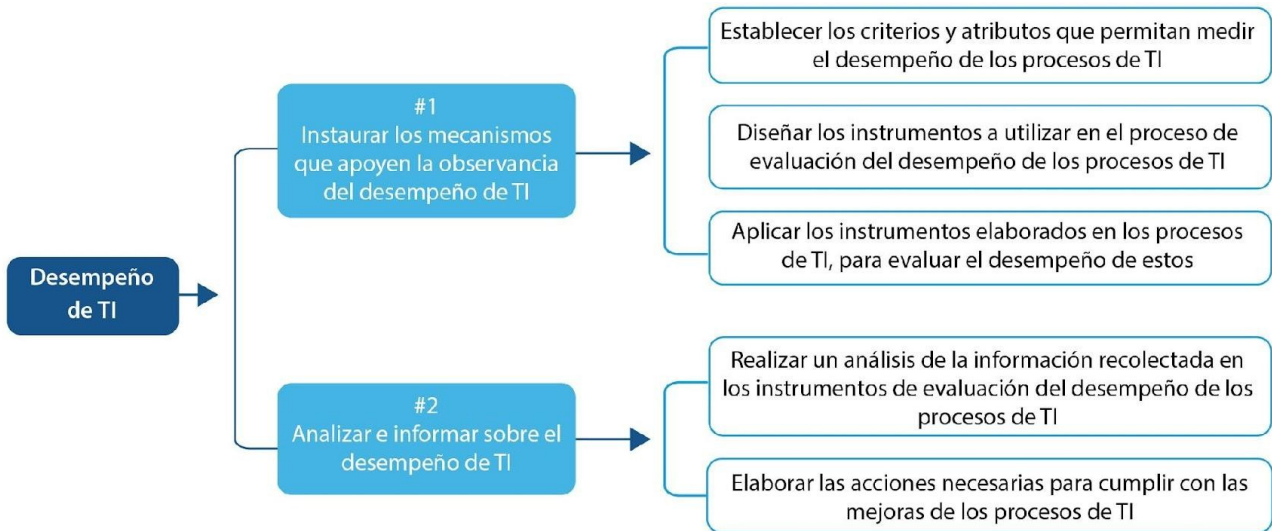 Desempeño
de TI
#1
Instaurar los mecanismos
que apoyen la observancia
del desempeño de TI
Establecer los criterios y atributos que permitan medir
el desempeño de los procesos de TI
Diseñar los instrumentos a utilizar en el proceso de
evaluación del desempeño de los procesos de TI
Aplicar los instrumentos elaborados en los procesos
de TI, para evaluar el desempeño de estos
#2
Analizar e informar sobre el
desempeño de TI
Realizar un análisis de la información recolectada en
los instrumentos de evaluación del desempeño de los
procesos de TI
Elaborar las acciones necesarias para cumplir con las
mejoras de los procesos de TI